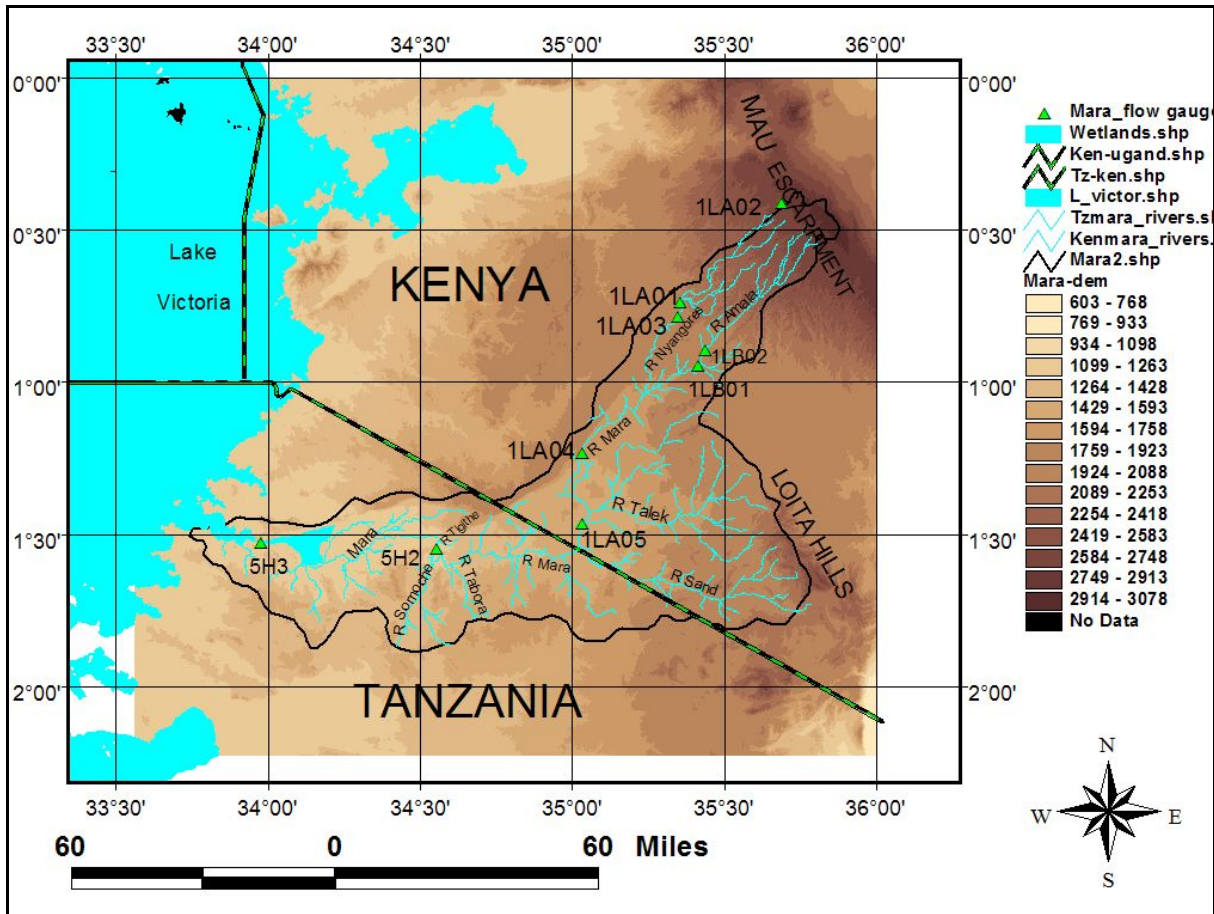 33°30' 34°00' 34°30' 35°00' 35°30' 36°00'
0°00' 0°00'
0°30' 0°30'
1°00' 1°00'
1°30' 1°30'
2°00' 2°00'
33°30' 34°00' 34°30' 35°00' 35°30' 36°00'
MAU ESCARPMENT
1LA02
Lake
Victoria
KENYA
1LA01
1LA03
R Nyangores
R Amala
1LB02
1LB01
R Mara
1LA04
LOITA HILLS
R Talek
1LA05
R Tigithe
Mara
5H3
5H2
R Somoche
R Tabora
R Mara
R Sand
TANZANIA
Mara_flow gauge
Wetlands.shp
Ken-ugand.shp
Tz-ken.shp
L_victor.shp
Tzmara_rivers.sh
Kenmara_rivers.
Mara2.shp
Mara-dem
603 - 768
769 - 933
934 - 1098
1099 - 1263
1264 - 1428
1429 - 1593
1594 - 1758
1759 - 1923
1924 - 2088
2089 - 2253
2254 - 2418
2419 - 2583
2584 - 2748
2749 - 2913
2914 - 3078
No Data
N
W E
S
60 0 60 Miles